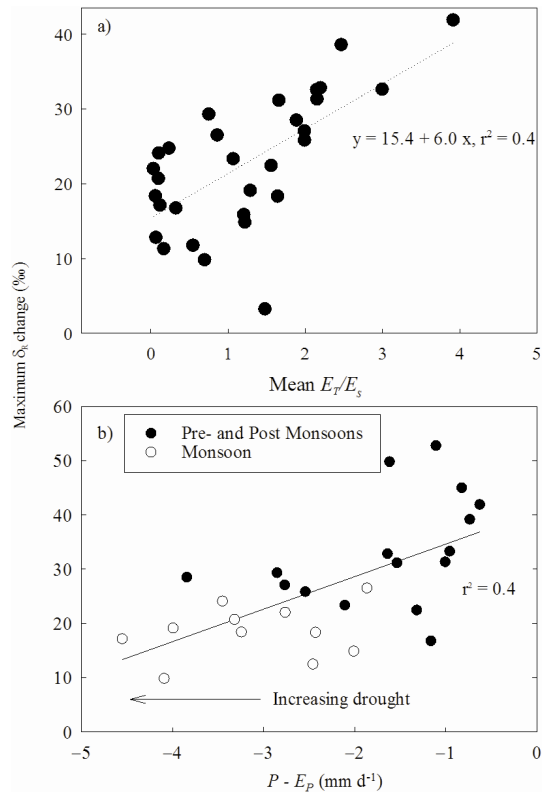 a)
40
30
20
10
0
y = 15.4 + 6.0 x, r² = 0.4
0 1 2 3 4 5
Mean E_T/E_s
Maximum δ_R change (‰)
60
50
40
30
20
10
0
b)
Pre- and Post Monsoons
Monsoon
r² = 0.4
Increasing drought
−5 −4 −3 −2 −1 0
P - E_P (mm d⁻¹)